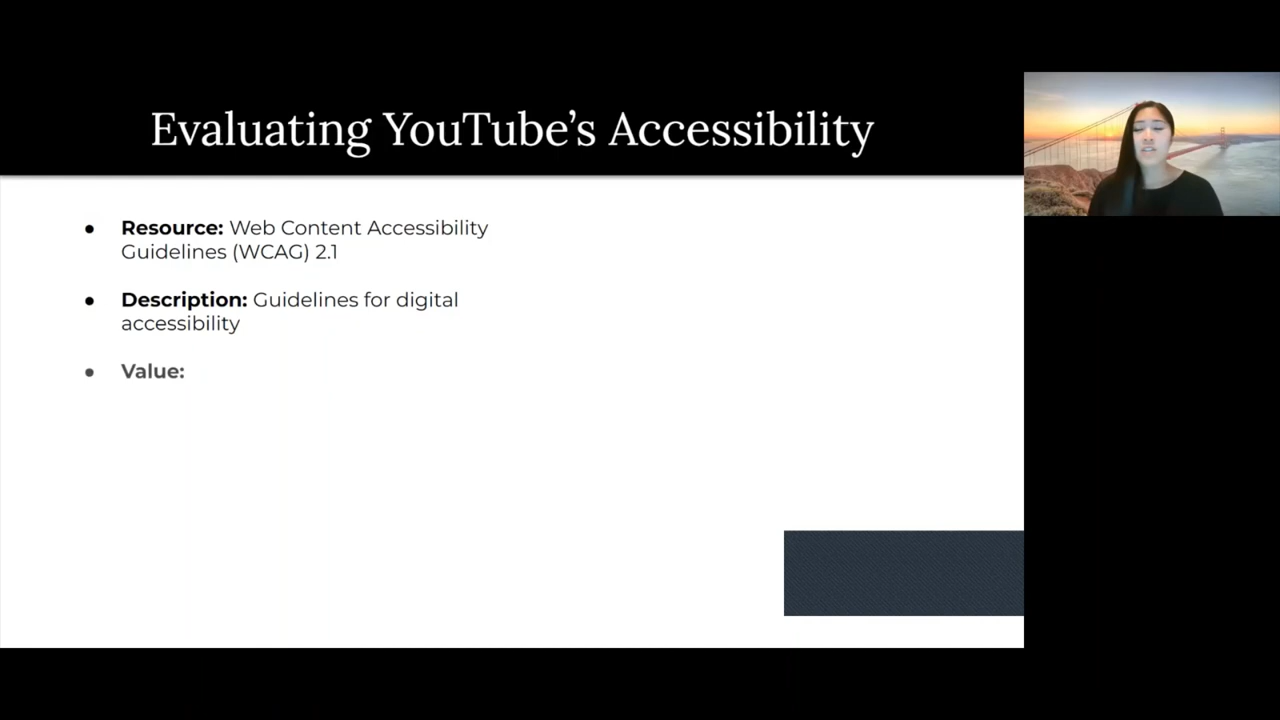 Evaluating YouTube’s Accessibility
● Resource: Web Content Accessibility
Guidelines (WCAG) 2.1
● Description: Guidelines for digital
accessibility
● Value: